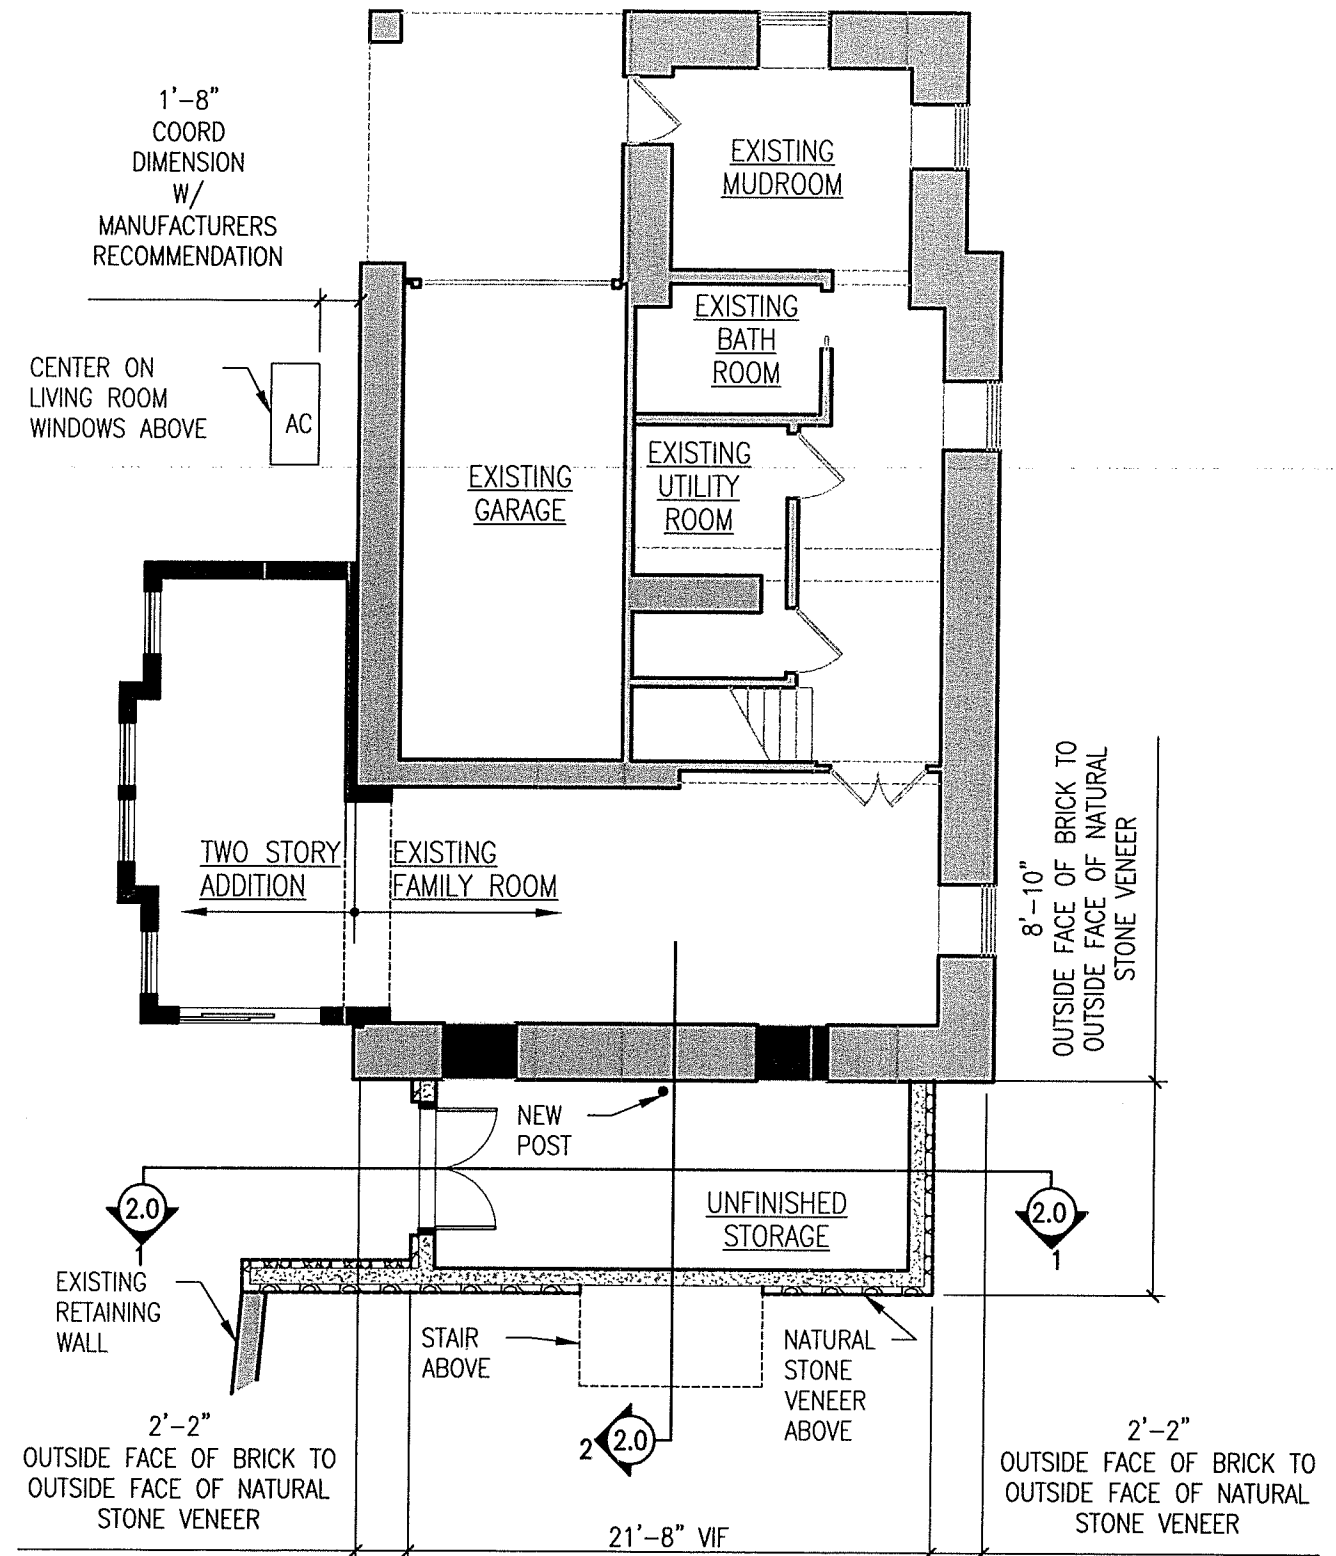 1'-8"
COORD
DIMENSION
W/
MANUFACTURERS
RECOMMENDATION
EXISTING
MUDROOM
EXISTING
BATH
ROOM
CENTER ON
LIVING ROOM
WINDOWS ABOVE
AC
EXISTING
GARAGE
EXISTING
UTILITY
ROOM
TWO STORY
ADDITION
EXISTING
FAMILY ROOM
8'-10"
OUTSIDE FACE OF BRICK TO
OUTSIDE FACE OF NATURAL
STONE VENEER
NEW
POST
2.0
1
UNFINISHED
STORAGE
2.0
1
EXISTING
RETAINING
WALL
STAIR
ABOVE
NATURAL
STONE
VENEER
ABOVE
2
2.0
2'-2"
OUTSIDE FACE OF BRICK TO
OUTSIDE FACE OF NATURAL
STONE VENEER
21'-8" VIF
2'-2"
OUTSIDE FACE OF BRICK TO
OUTSIDE FACE OF NATURAL
STONE VENEER